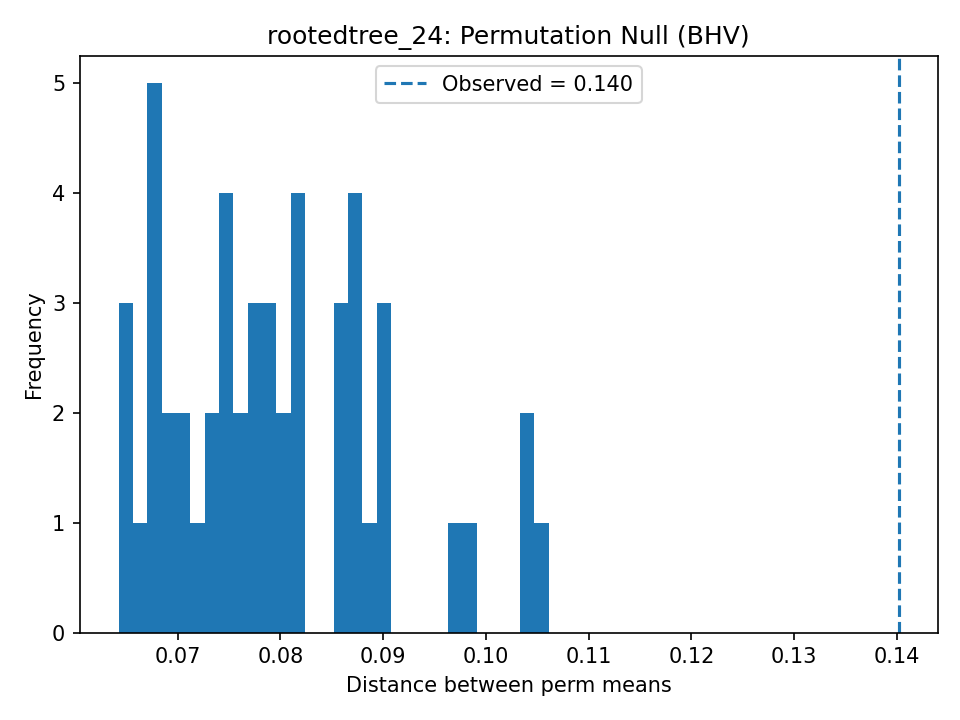 rootedtree_24: Permutation Null (BHV)
Observed = 0.140
Frequency
5
4
3
2
1
0
0.07 0.08 0.09 0.10 0.11 0.12 0.13 0.14
Distance between perm means